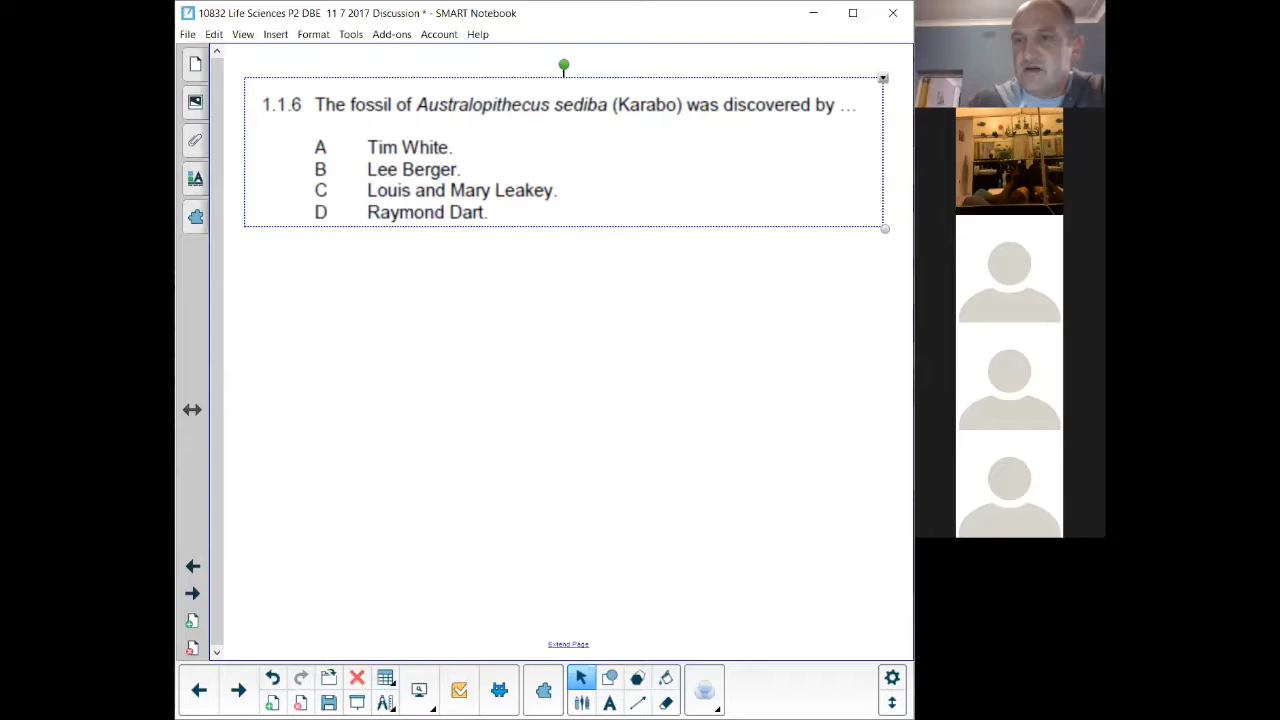 10832 Life Sciences P2 DBE 11 7 2017 Discussion * - SMART Notebook
File Edit View Insert Format Tools Add-ons Account Help
1.1.6 The fossil of Australopithecus sediba (Karabo) was discovered by …
A Tim White.
B Lee Berger.
C Louis and Mary Leakey.
D Raymond Dart.
Extend Page